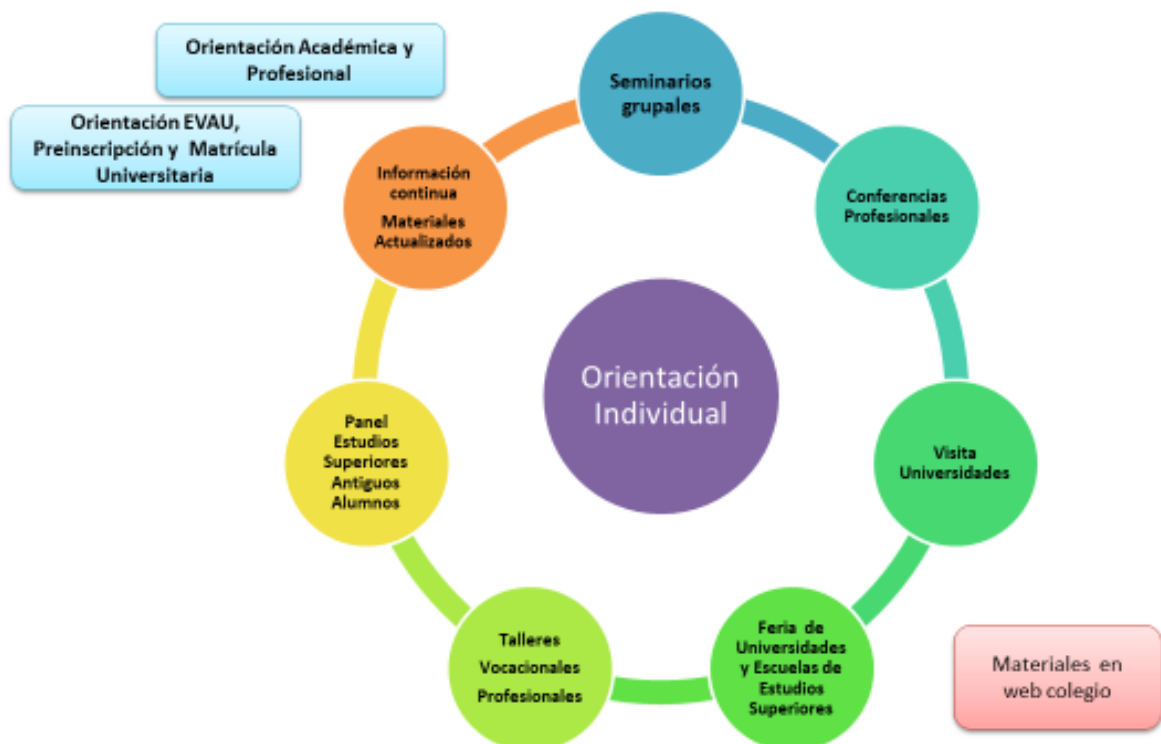 Orientación Académica y
Profesional
Orientación EVAU,
Preinscripción y Matrícula
Universitaria
Seminarios
grupales
Conferencias
Profesionales
Visita
Universidades
Feria de
Universidades
y Escuelas de
Estudios
Superiores
Talleres
Vocacionales
Profesionales
Panel
Estudios
Superiores
Antiguos
Alumnos
Información
continua
Materiales
Actualizados
Orientación
Individual
Materiales en
web colegio